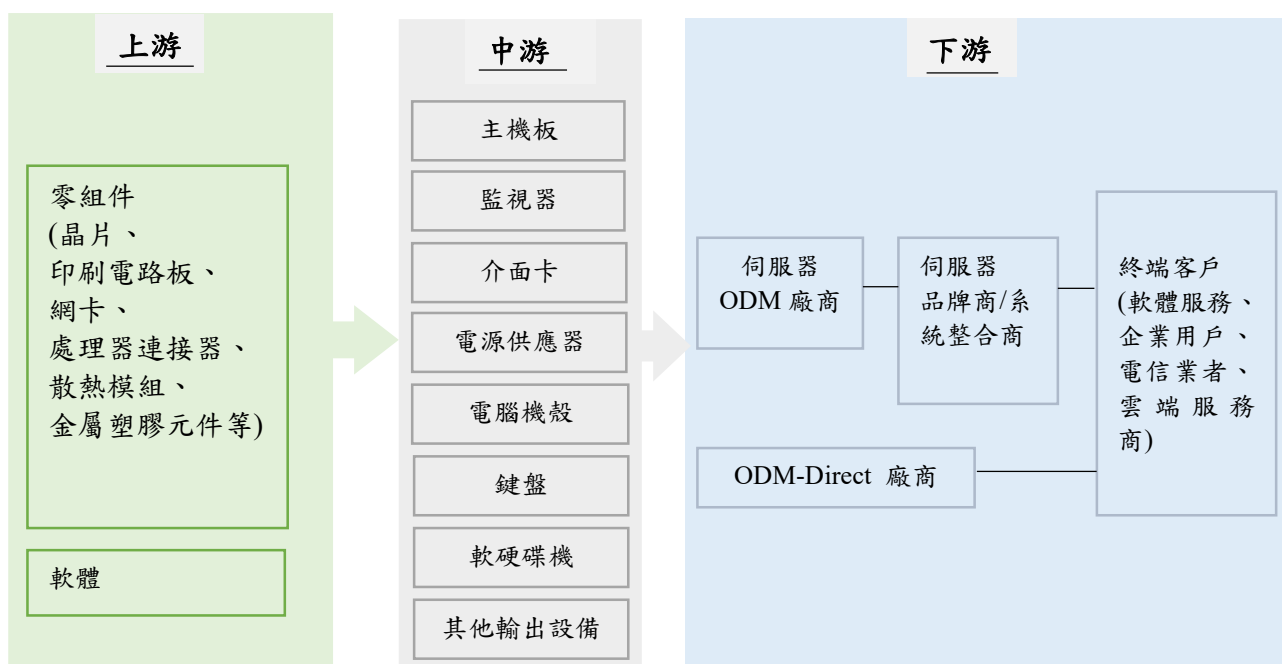 上游
零組件
(晶片、
印刷電路板、
網卡、
處理器連接器、
散熱模組、
金屬塑膠元件等)
軟體
中游
主機板
監視器
介面卡
電源供應器
電腦機殼
鍵盤
軟硬碟機
其他輸出設備
下游
伺服器
ODM 廠商
伺服器
品牌商/系
統整合商
ODM-Direct 廠商
終端客戶
(軟體服務、
企業用戶、
電信業者、
雲端服務
商)